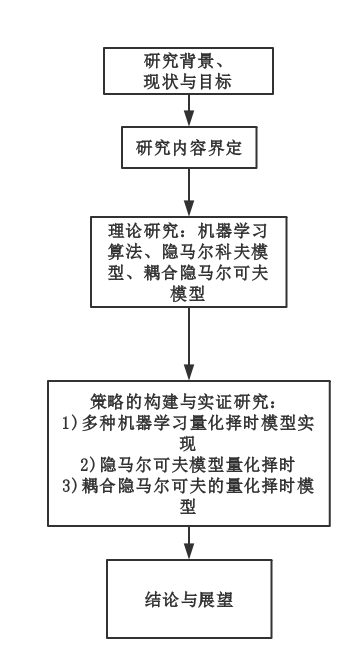 研究背景、
现状与目标
研究内容界定
理论研究：机器学习
算法、隐马尔科夫模
型、耦合隐马尔可夫
模型
策略的构建与实证研究：
1)多种机器学习量化择时模型实
现
2)隐马尔可夫模型量化择时
3)耦合隐马尔可夫的量化择时模
型
结论与展望